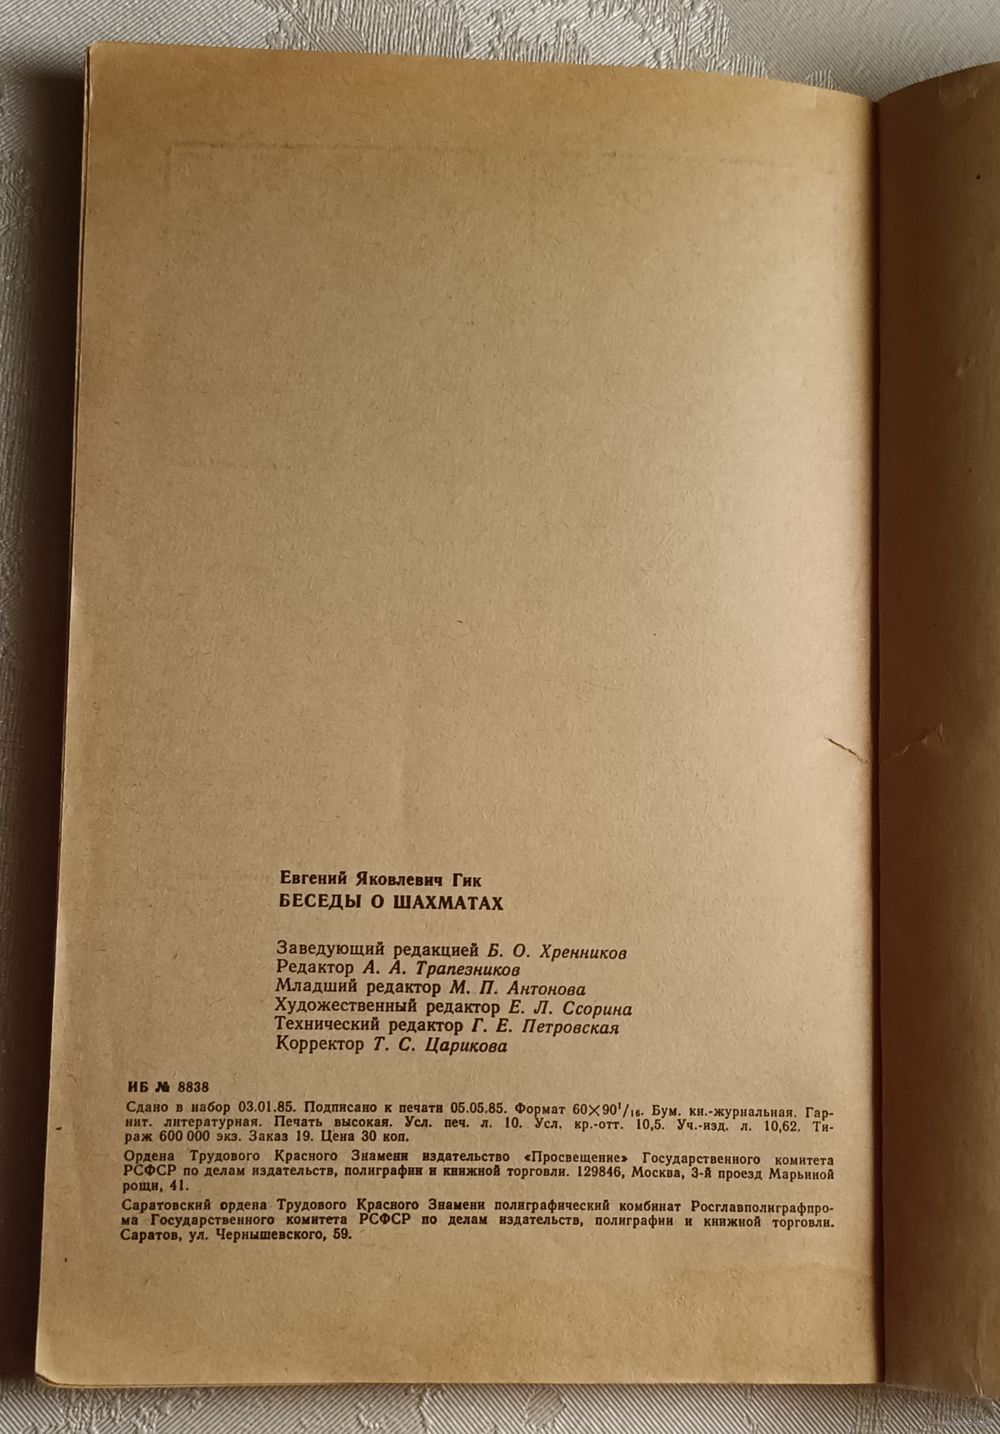 Евгений Яковлевич Гик
БЕСЕДЫ О ШАХМАТАХ
Заведующий редакцией Б. О. Хренников
Редактор А. А. Трапезников
Младший редактор М. П. Антонова
Художественный редактор Е. Л. Ссорина
Технический редактор Г. Е. Петровская
Корректор Т. С. Царикова
ИБ № 8838
Сдано в набор 03.01.85. Подписано к печати 05.05.85. Формат 60×90¹/₁₆. Бум. кн.-журнальная. Гар-
нит. литературная. Печать высокая. Усл. печ. л. 10. Усл. кр.-отт. 10,5. Уч.-изд. л. 10,62. Ти-
раж 600 000 экз. Заказ 19. Цена 30 коп.
Ордена Трудового Красного Знамени издательство «Просвещение» Государственного комитета
РСФСР по делам издательств, полиграфии и книжной торговли. 129846, Москва, 3-й проезд Марьиной
рощи, 41.
Саратовский ордена Трудового Красного Знамени полиграфический комбинат Росглавполиграфпро-
ма Государственного комитета РСФСР по делам издательств, полиграфии и книжной торговли.
Саратов, ул. Чернышевского, 59.